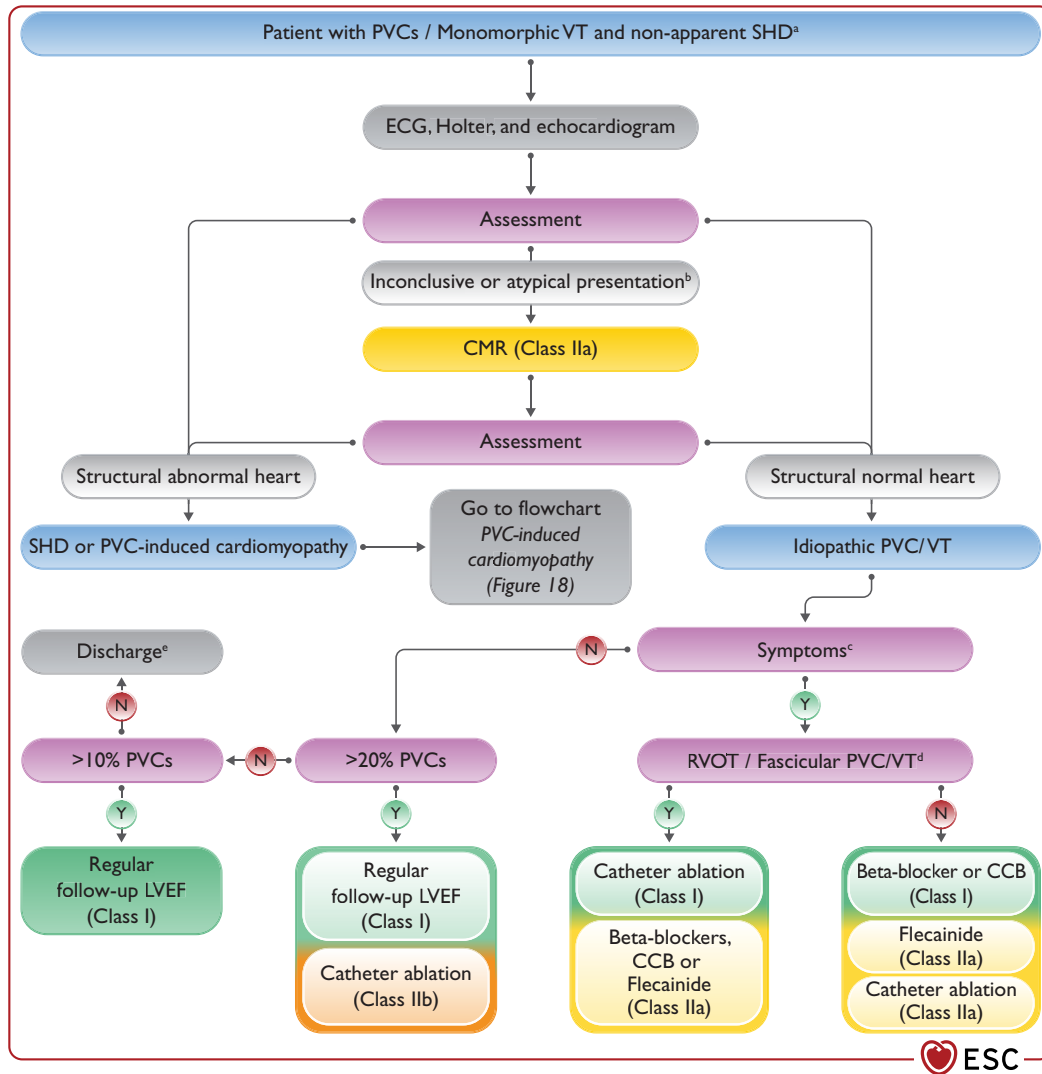 Patient with PVCs / Monomorphic VT and non-apparent SHDᵃ
ECG, Holter, and echocardiogram
Assessment
Inconclusive or atypical presentationᵇ
CMR (Class IIa)
Assessment
Structural abnormal heart
Structural normal heart
SHD or PVC-induced cardiomyopathy
Go to flowchart
PVC-induced
cardiomyopathy
(Figure 18)
Idiopathic PVC/VT
Dischargeᵉ
N
Symptomsᶜ
N
Y
>10% PVCs
N
>20% PVCs
RVOT / Fascicular PVC/VTᵈ
Y
Y
Y
N
Regular
follow-up LVEF
(Class I)
Regular
follow-up LVEF
(Class I)
Catheter ablation
(Class IIb)
Catheter ablation
(Class I)
Beta-blockers,
CCB or
Flecainide
(Class IIa)
Beta-blocker or CCB
(Class I)
Flecainide
(Class IIa)
Catheter ablation
(Class IIa)
ESC